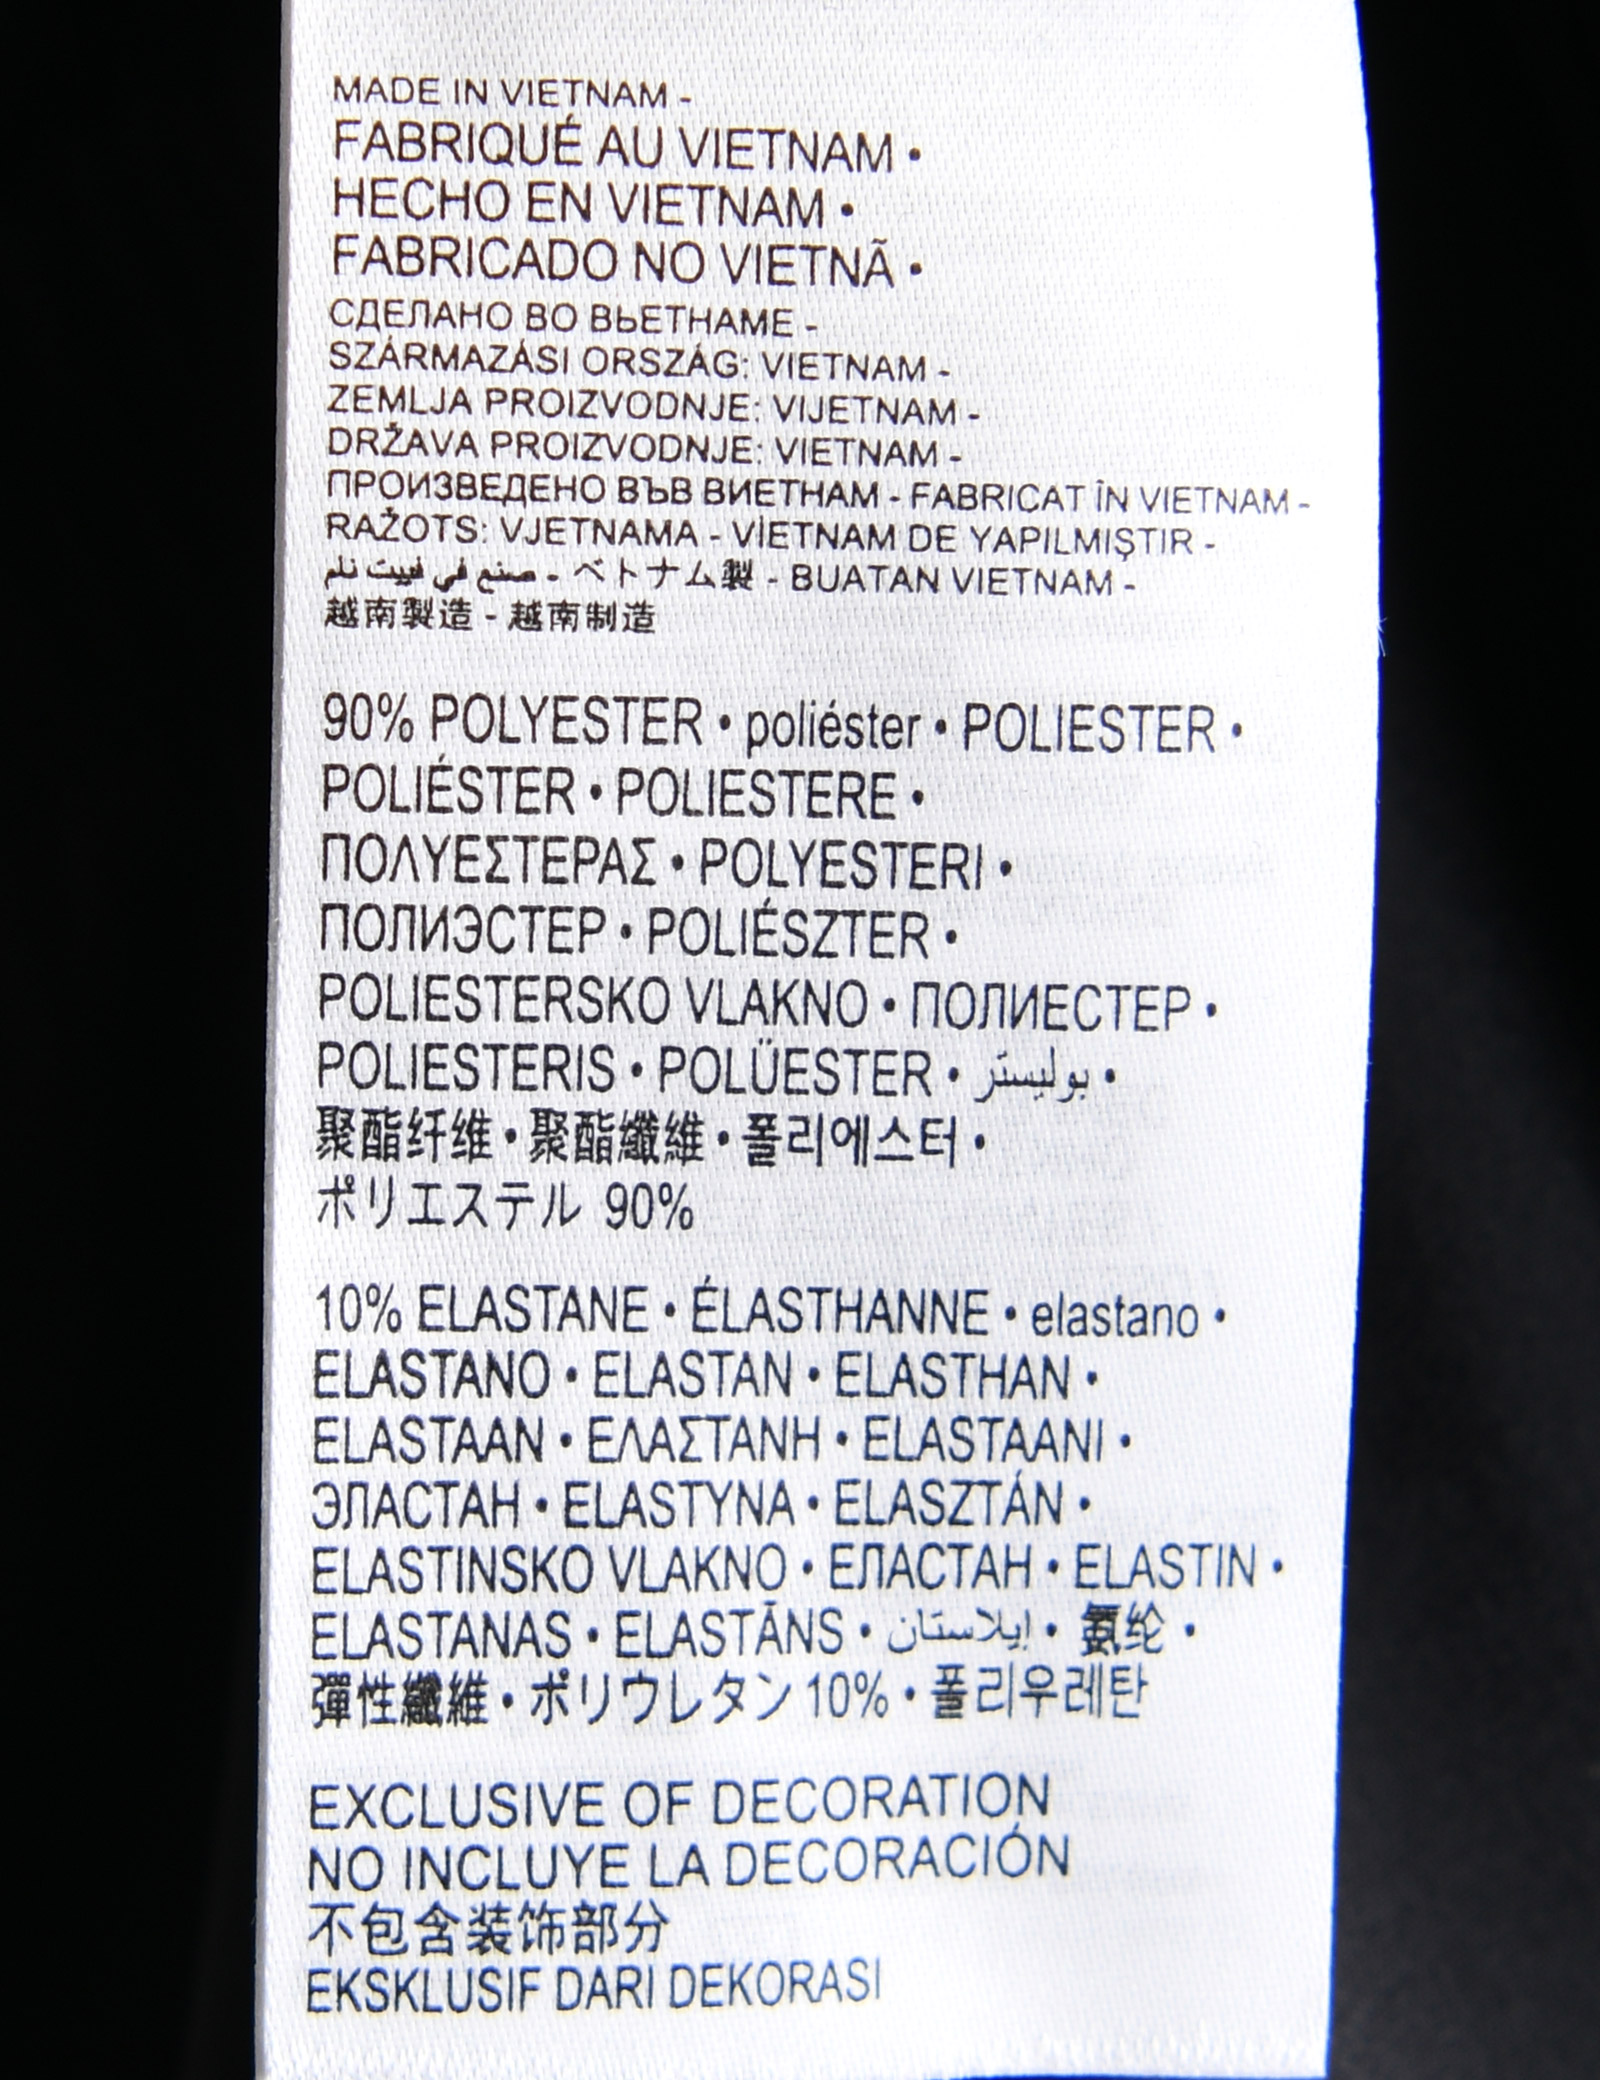 MADE IN VIETNAM -
FABRIQUÉ AU VIETNAM •
HECHO EN VIETNAM •
FABRICADO NO VIETNÃ •
СДЕЛАНО ВО ВЬЕТНАМЕ -
SZÁRMAZÁSI ORSZÁG: VIETNAM -
ZEMLJA PROIZVODNJE: VIJETNAM -
DRŽAVA PROIZVODNJE: VIETNAM -
ПРОИЗВЕДЕНО ВЪВ ВИЕТНАМ - FABRICAT ÎN VIETNAM -
RAŽOTS: VJETNAMA - VİETNAM DE YAPILMIŞTIR -
صنع في فييت نام - ベトナム製 - BUATAN VIETNAM -
越南製造 - 越南制造
90% POLYESTER • poliéster • POLIESTER •
POLIÉSTER • POLIESTERE •
ΠΟΛΥΕΣΤΕΡΑΣ • POLYESTERI •
ПОЛИЭСТЕР • POLIÉSZTER •
POLIESTERSKO VLAKNO • ПОЛИЕСТЕР •
POLIESTERIS • POLÜESTER • بوليستر •
聚酯纤维 • 聚酯纖維 • 폴리에스터 •
ポリエステル 90%
10% ELASTANE • ÉLASTHANNE • elastano •
ELASTANO • ELASTAN • ELASTHAN •
ELASTAAN • ΕΛΑΣΤΑΝΗ • ELASTAANI •
ЭЛАСТАН • ELASTYNA • ELASZTÁN •
ELASTINSKO VLAKNO • ЕЛАСТАН • ELASTIN •
ELASTANAS • ELASTĀNS • إيلاستان • 氨纶 •
彈性纖維 • ポリウレタン 10% • 폴리우레탄
EXCLUSIVE OF DECORATION
NO INCLUYE LA DECORACIÓN
不包含装饰部分
EKSKLUSIF DARI DEKORASI